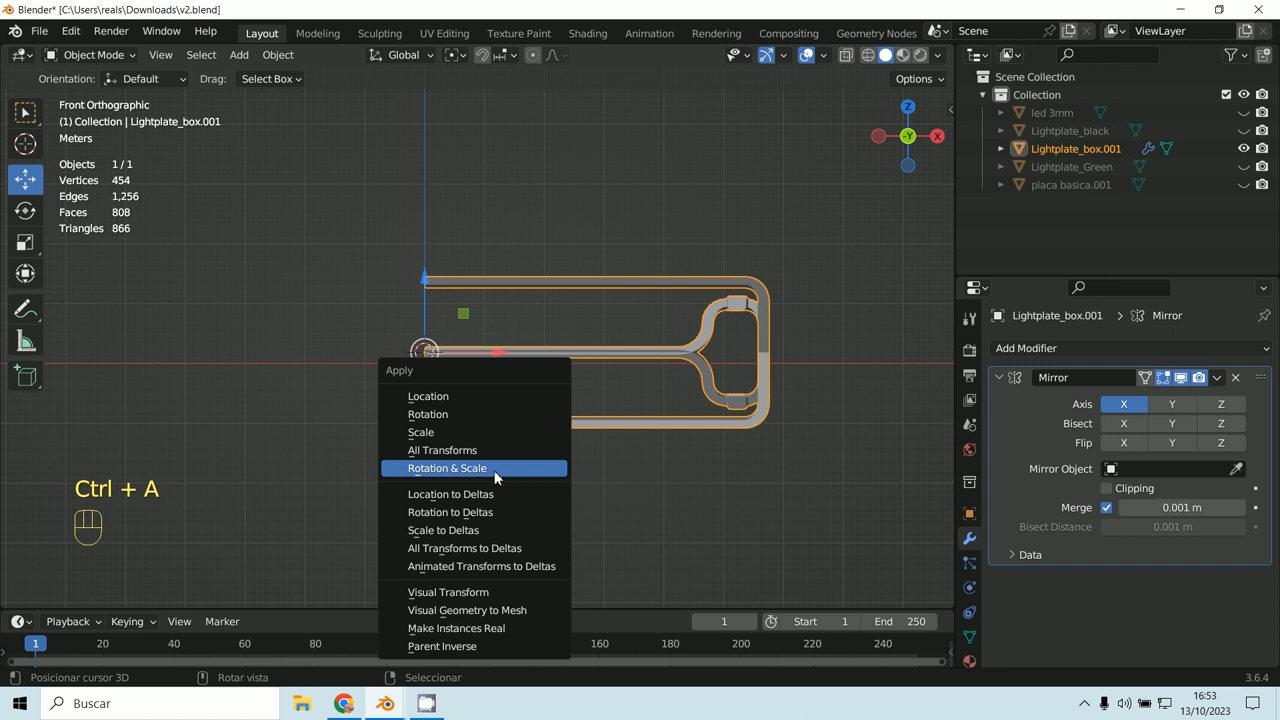 Blender* [C:\Users\reals\Downloads\v2.blend]
File Edit Render Window Help Layout Modeling Sculpting UV Editing Texture Paint Shading Animation Rendering Compositing Geometry Nodes Scene ViewLayer
Object Mode View Select Add Object Global Options
Orientation: Default Drag: Select Box
Front Orthographic
(1) Collection | Lightplate_box.001
Meters
Objects 1 / 1
Vertices 454
Edges 1,256
Faces 808
Triangles 866
Z
-Y
X
Apply
Location
Rotation
Scale
All Transforms
Rotation & Scale
Location to Deltas
Rotation to Deltas
Scale to Deltas
All Transforms to Deltas
Animated Transforms to Deltas
Visual Transform
Visual Geometry to Mesh
Make Instances Real
Parent Inverse
Ctrl + A
Scene Collection
Collection
led 3mm
Lightplate_black
Lightplate_box.001
Lightplate_Green
placa basica.001
Lightplate_box.001 Mirror
Add Modifier
Mirror
Axis X Y Z
Bisect X Y Z
Flip X Y Z
Mirror Object
Clipping
Merge 0.001 m
Bisect Distance 0.001 m
Data
Playback Keying View Marker 1 Start 1 End 250
1 20 40 60 80 160 180 200 220 240
Posicionar cursor 3D Rotar vista Seleccionar 3.6.4
Buscar
16:53
13/10/2023